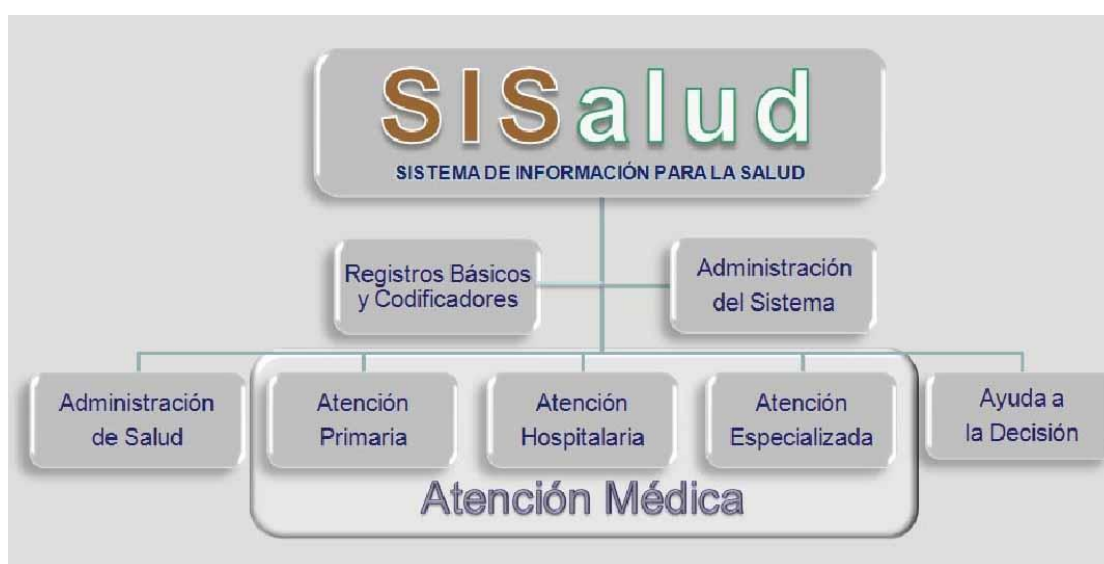 SISalud
SISTEMA DE INFORMACIÓN PARA LA SALUD
Registros Básicos
y Codificadores
Administración
del Sistema
Administración
de Salud
Atención
Primaria
Atención
Hospitalaria
Atención
Especializada
Ayuda a
la Decisión
Atención Médica